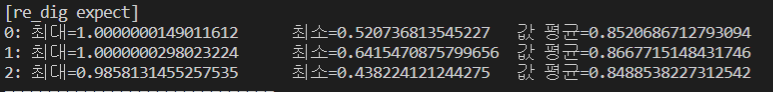 [re_dig expect]
0: 최대=1.0000000149011612 최소=0.520736813545227 값 평균=0.8520686712793094
1: 최대=1.0000000298023224 최소=0.6415470875799656 값 평균=0.8667715148431746
2: 최대=0.9858131455257535 최소=0.438224121244275 값 평균=0.8488538227312542